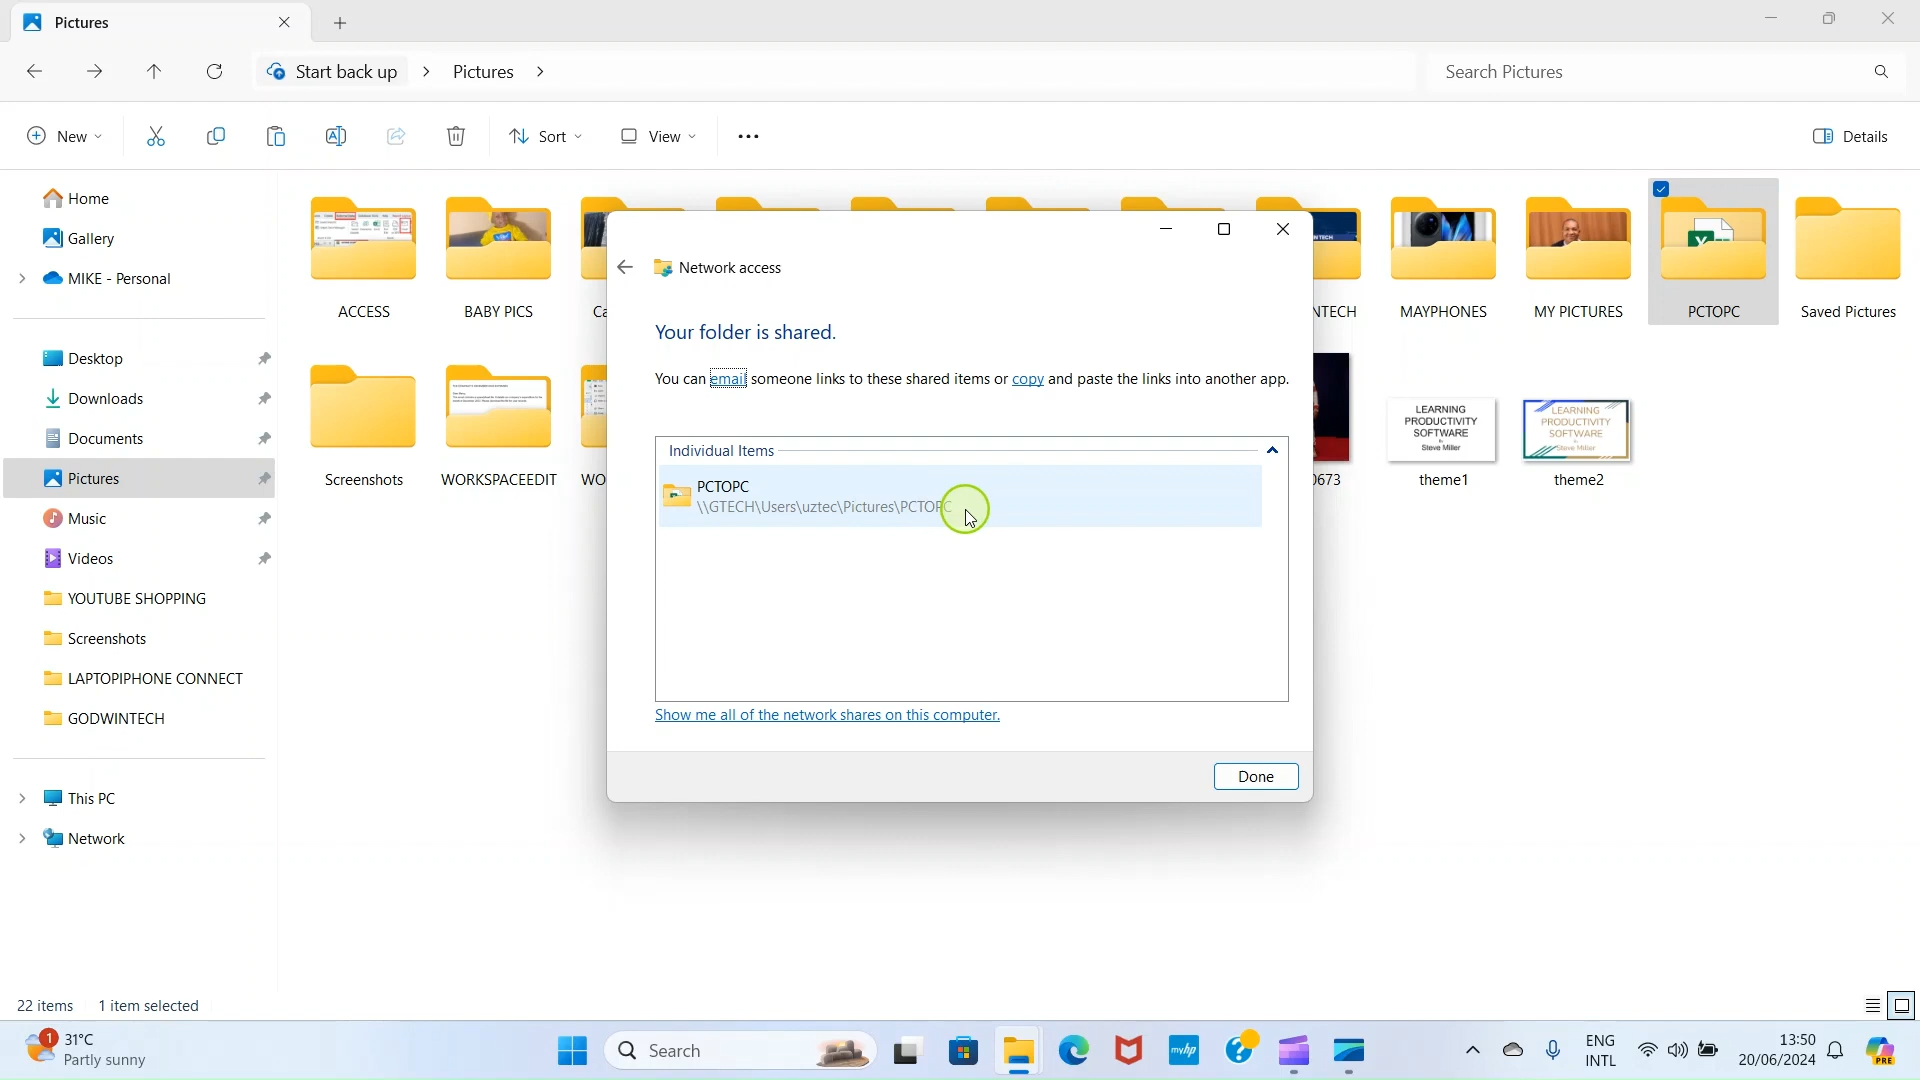 Pictures
Start back up > Pictures >
Search Pictures
New
Sort
View
Details
Home
Gallery
MIKE - Personal
Desktop
Downloads
Documents
Pictures
Music
Videos
YOUTUBE SHOPPING
Screenshots
LAPTOPIPHONE CONNECT
GODWINTECH
This PC
Network
ACCESS
BABY PICS
NTECH
MAYPHONES
MY PICTURES
PCTOPC
Saved Pictures
Screenshots
WORKSPACEEDIT
WO
0673
LEARNING
PRODUCTIVITY
SOFTWARE
Steve Miller
theme1
LEARNING
PRODUCTIVITY
SOFTWARE
Steve Miller
theme2
Network access
Your folder is shared.
You can email someone links to these shared items or copy and paste the links into another app.
Individual Items
PCTOPC
\\GTECH\Users\uztec\Pictures\PCTOPC
Show me all of the network shares on this computer.
Done
22 items
1 item selected
1
31°C
Partly sunny
Search
myhp
ENG
INTL
13:50
20/06/2024
PRE